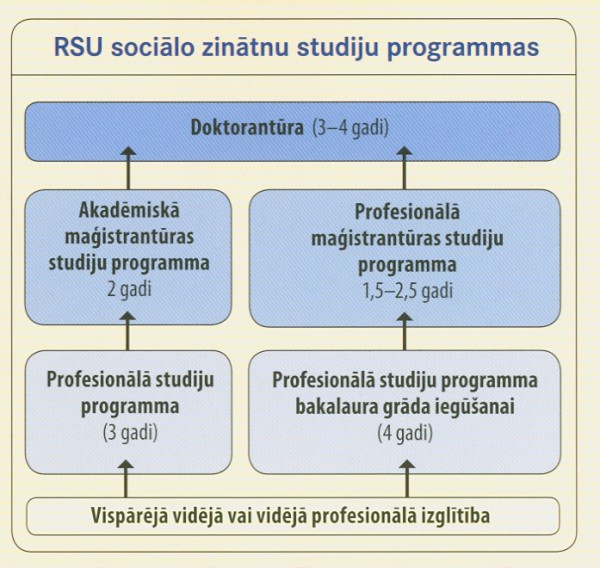 RSU sociālo zinātnu studiju programmas
Doktorantūra (3–4 gadi)
Akadēmiskā
maģistrantūras
studiju programma
2 gadi
Profesionālā
maģistrantūras studiju
programma
1,5–2,5 gadi
Profesionālā studiju
programma
(3 gadi)
Profesionālā studiju programma
bakalaura grāda iegūšanai
(4 gadi)
Vispārējā vidējā vai vidējā profesionālā izglītība